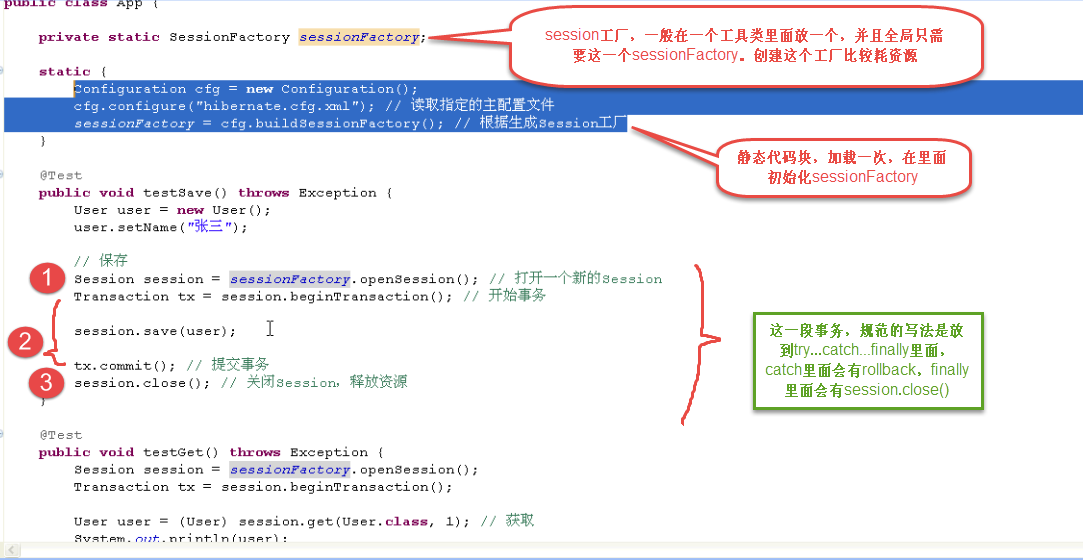 public class App {
private static SessionFactory sessionFactory;
session工厂，一般在一个工具类里面放一个，并且全局只需
要这一个sessionFactory。创建这个工厂比较耗资源
static {
Configuration cfg = new Configuration();
cfg.configure("hibernate.cfg.xml"); // 读取指定的主配置文件
sessionFactory = cfg.buildSessionFactory(); // 根据生成Session工厂
}
静态代码块，加载一次，在里面
初始化sessionFactory
@Test
public void testSave() throws Exception {
User user = new User();
user.setName("张三");
// 保存
1
Session session = sessionFactory.openSession(); // 打开一个新的Session
Transaction tx = session.beginTransaction(); // 开始事务
2
session.save(user);
tx.commit(); // 提交事务
3
session.close(); // 关闭Session，释放资源
}
这一段事务，规范的写法是放
到try...catch...finally里面，
catch里面会有rollback，finally
里面会有session.close()
@Test
public void testGet() throws Exception {
Session session = sessionFactory.openSession();
Transaction tx = session.beginTransaction();
User user = (User) session.get(User.class, 1); // 获取
System.out.println(user);